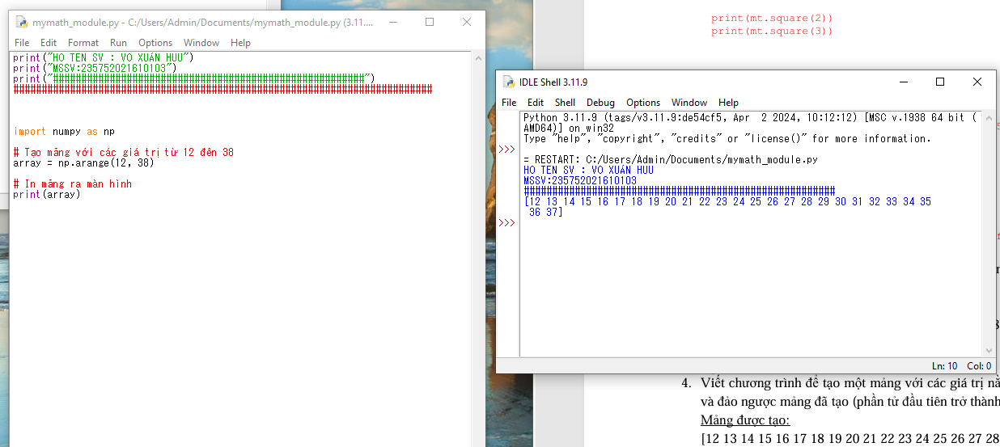 mymath_module.py - C:/Users/Admin/Documents/mymath_module.py (3.11....
File Edit Format Run Options Window Help
print("HO TEN SV : VO XUÁN HUU")
print("MSSV:235752021610103")
import numpy as np
# Tạo mảng với các giá trị từ 12 đến 38
array = np.arange(12, 38)
# In mảng ra màn hình
print(array)
print(mt.square(2))
print(mt.square(3))
IDLE Shell 3.11.9
File Edit Shell Debug Options Window Help
Python 3.11.9 (tags/v3.11.9:de54cf5, Apr  2 2024, 10:12:12) [MSC v.1938 64 bit (
AMD64)] on win32
Type "help", "copyright", "credits" or "license()" for more information.
>>>
= RESTART: C:/Users/Admin/Documents/mymath_module.py
HO TEN SV : VO XUÁN HUU
MSSV:235752021610103
[12 13 14 15 16 17 18 19 20 21 22 23 24 25 26 27 28 29 30 31 32 33 34 35
36 37]
>>>
Ln: 10 Col: 0
4. Viết chương trình để tạo một mảng với các giá trị nằ
và đảo ngược mảng đã tạo (phần tử đầu tiên trở thành
Mảng được tạo:
[12 13 14 15 16 17 18 19 20 21 22 23 24 25 26 27 28